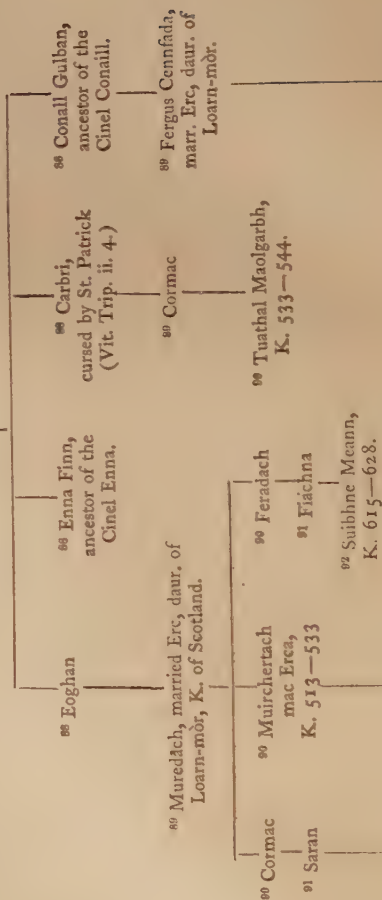 88 Eoghan
88 Enna Finn,
ancestor of the
Cinel Enna.
88 Carbri,
cursed by St. Patrick
(Vit. Trip. ii. 4.)
88 Conall Gulban,
ancestor of the
Cinel Conaill.
89 Muredach, married Erc, daur. of
Loarn-mòr, K. of Scotland.
89 Cormac
89 Fergus Cennfada,
marr. Erc, daur. of
Loarn-mòr.
90 Cormac
90 Muirchertach
mac Erca,
K. 513—533
90 Feradach
90 Tuathal Maolgarbh,
K. 533—544.
91 Saran
91 Fiachna
92 Suibhne Meann,
K. 615—628.